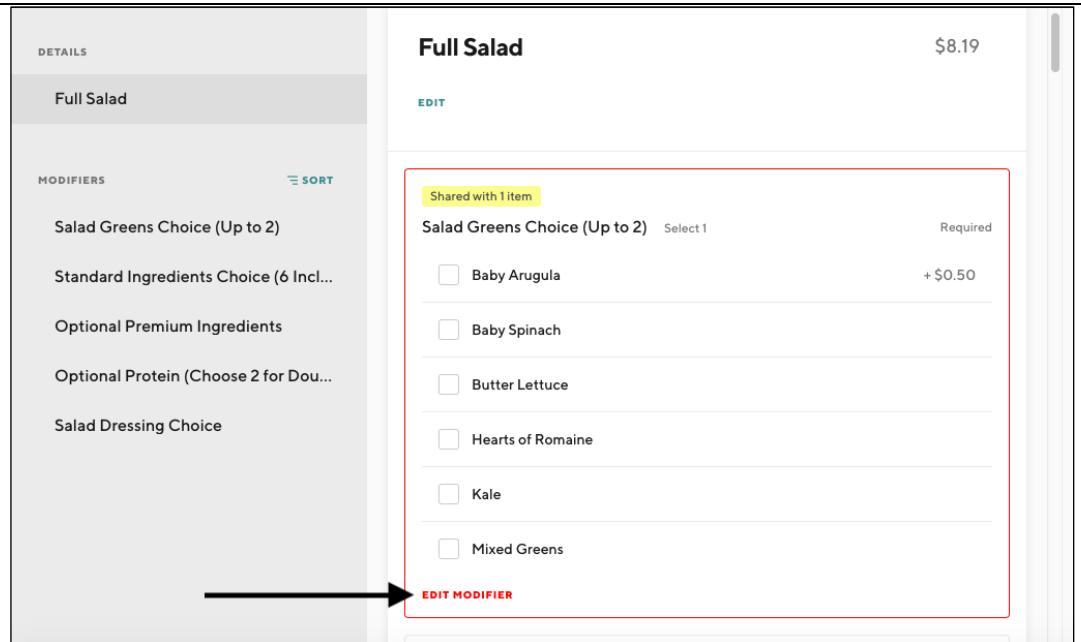 DETAILS
Full Salad
MODIFIERS SORT
Salad Greens Choice (Up to 2)
Standard Ingredients Choice (6 Incl...
Optional Premium Ingredients
Optional Protein (Choose 2 for Dou...
Salad Dressing Choice
Full Salad $8.19
EDIT
Shared with 1 item
Salad Greens Choice (Up to 2) Select 1 Required
Baby Arugula + $0.50
Baby Spinach
Butter Lettuce
Hearts of Romaine
Kale
Mixed Greens
EDIT MODIFIER